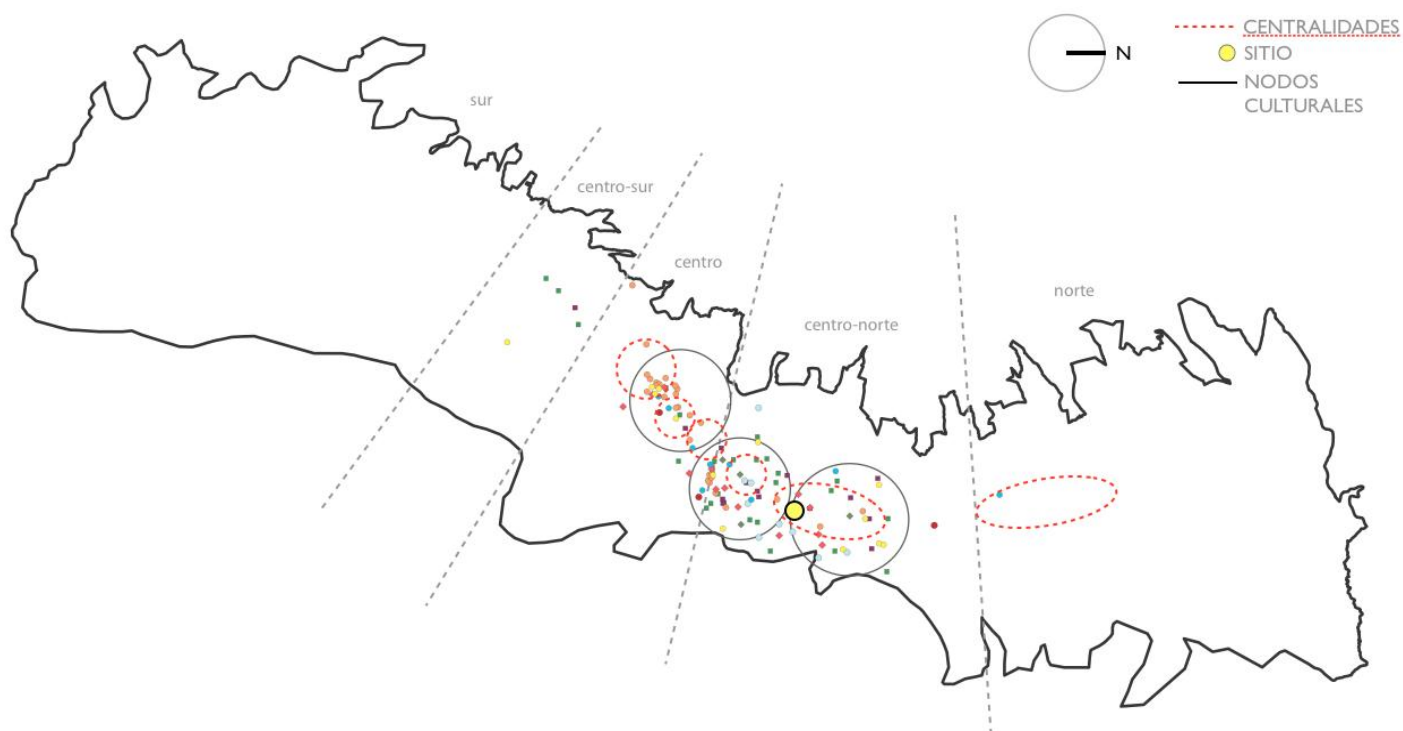 N
CENTRALIDADES
SITIO
NODOS
CULTURALES
sur
centro-sur
centro
centro-norte
norte